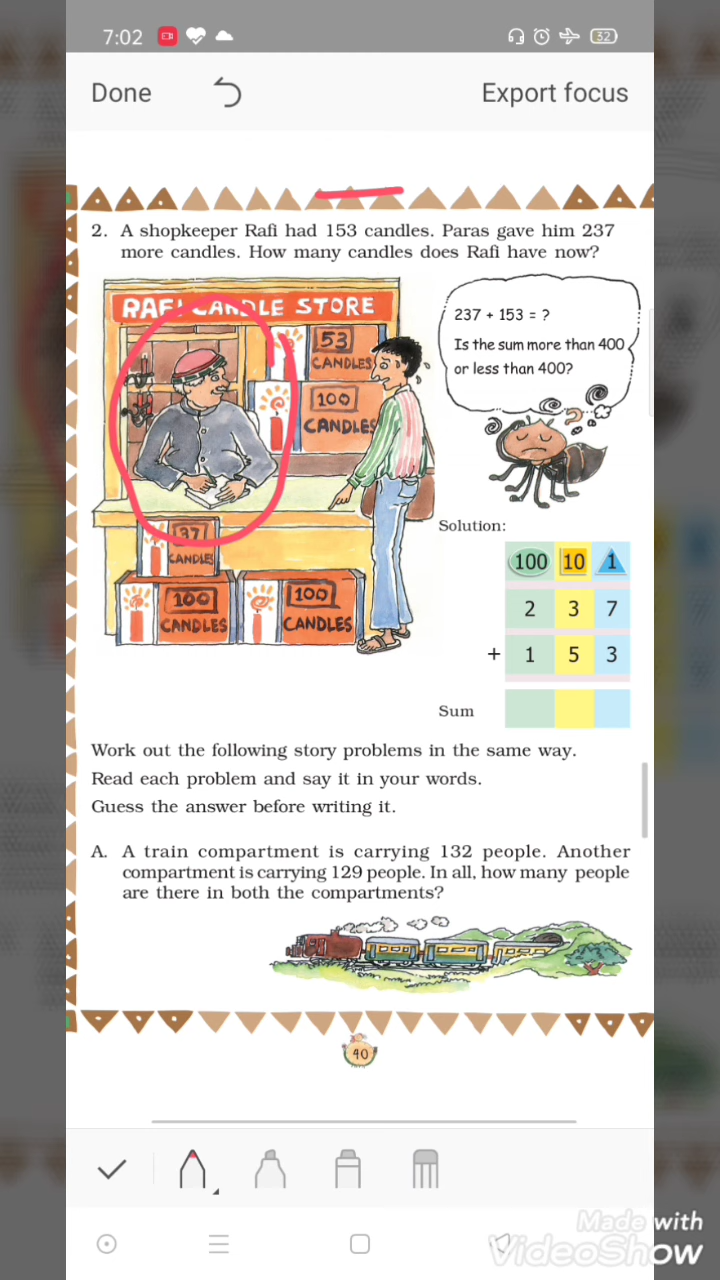 7:02
32
Done
Export focus
2. A shopkeeper Rafi had 153 candles. Paras gave him 237
more candles. How many candles does Rafi have now?
RAFI CANDLE STORE
53
CANDLES
100
CANDLES
37
CANDLES
100
CANDLES
100
CANDLES
237 + 153 = ?
Is the sum more than 400
or less than 400?
Solution:
100 10 1
2 3 7
+ 1 5 3
Sum
Work out the following story problems in the same way.
Read each problem and say it in your words.
Guess the answer before writing it.
A. A train compartment is carrying 132 people. Another
compartment is carrying 129 people. In all, how many people
are there in both the compartments?
40
Made with
VideoShow